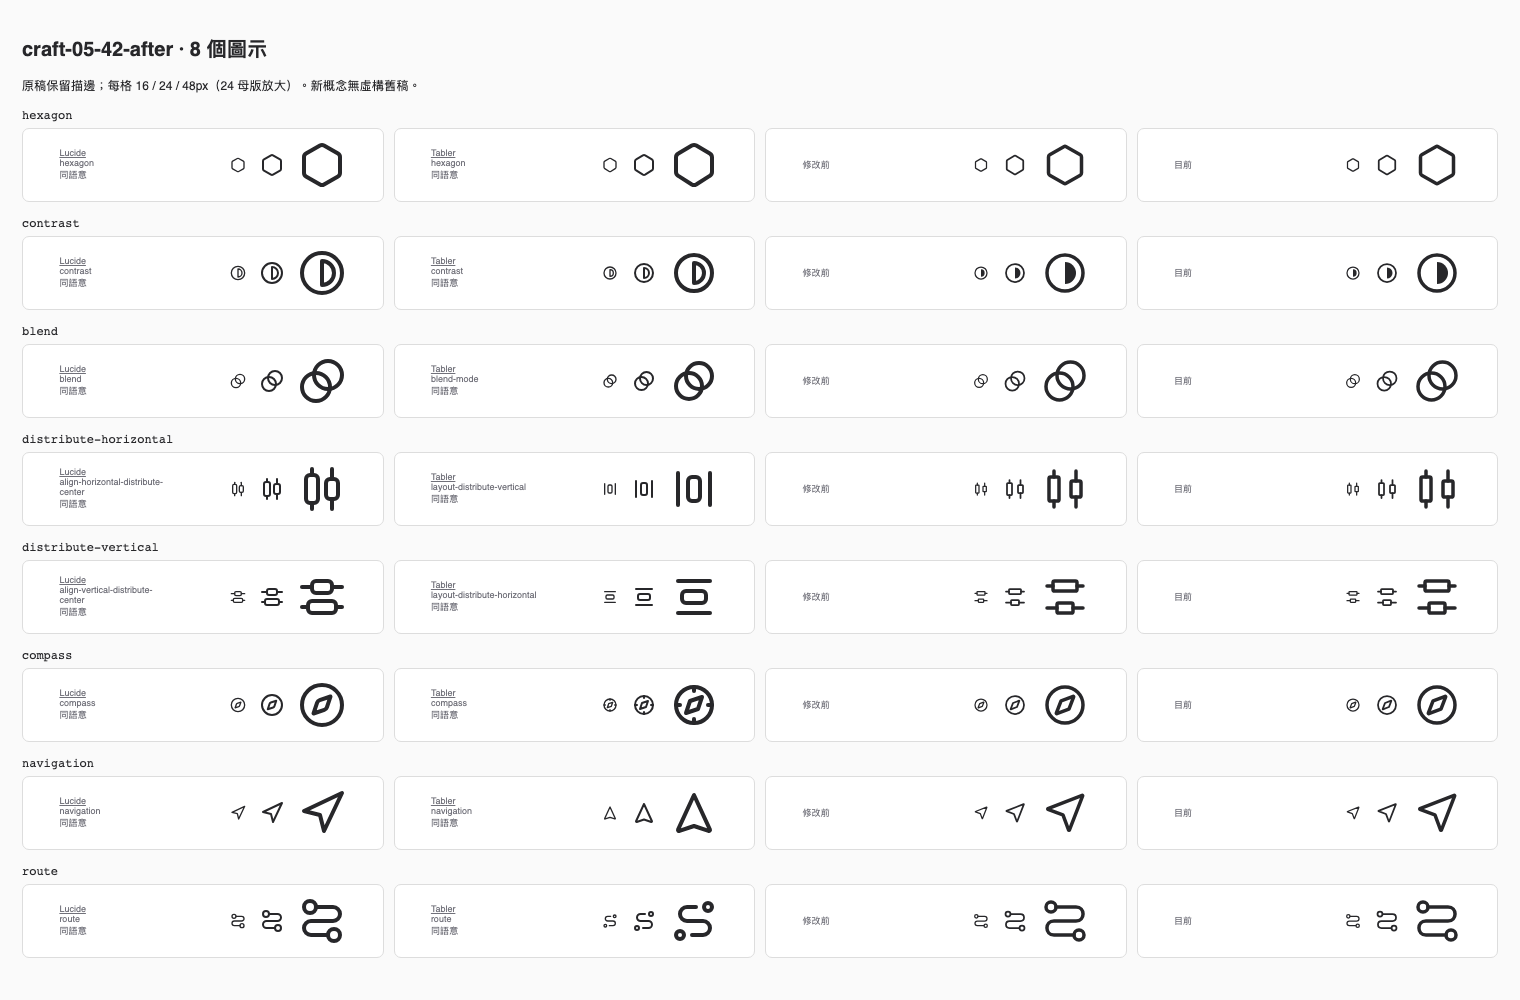 craft-05-42-after · 8 個圖示
原稿保留描邊；每格 16 / 24 / 48px（24 母版放大）。新概念無虛構舊稿。
hexagon
Lucide
hexagon
同語意
Tabler
hexagon
同語意
修改前
目前
contrast
Lucide
contrast
同語意
Tabler
contrast
同語意
修改前
目前
blend
Lucide
blend
同語意
Tabler
blend-mode
同語意
修改前
目前
distribute-horizontal
Lucide
align-horizontal-distribute-
center
同語意
Tabler
layout-distribute-vertical
同語意
修改前
目前
distribute-vertical
Lucide
align-vertical-distribute-
center
同語意
Tabler
layout-distribute-horizontal
同語意
修改前
目前
compass
Lucide
compass
同語意
Tabler
compass
同語意
修改前
目前
navigation
Lucide
navigation
同語意
Tabler
navigation
同語意
修改前
目前
route
Lucide
route
同語意
Tabler
route
同語意
修改前
目前